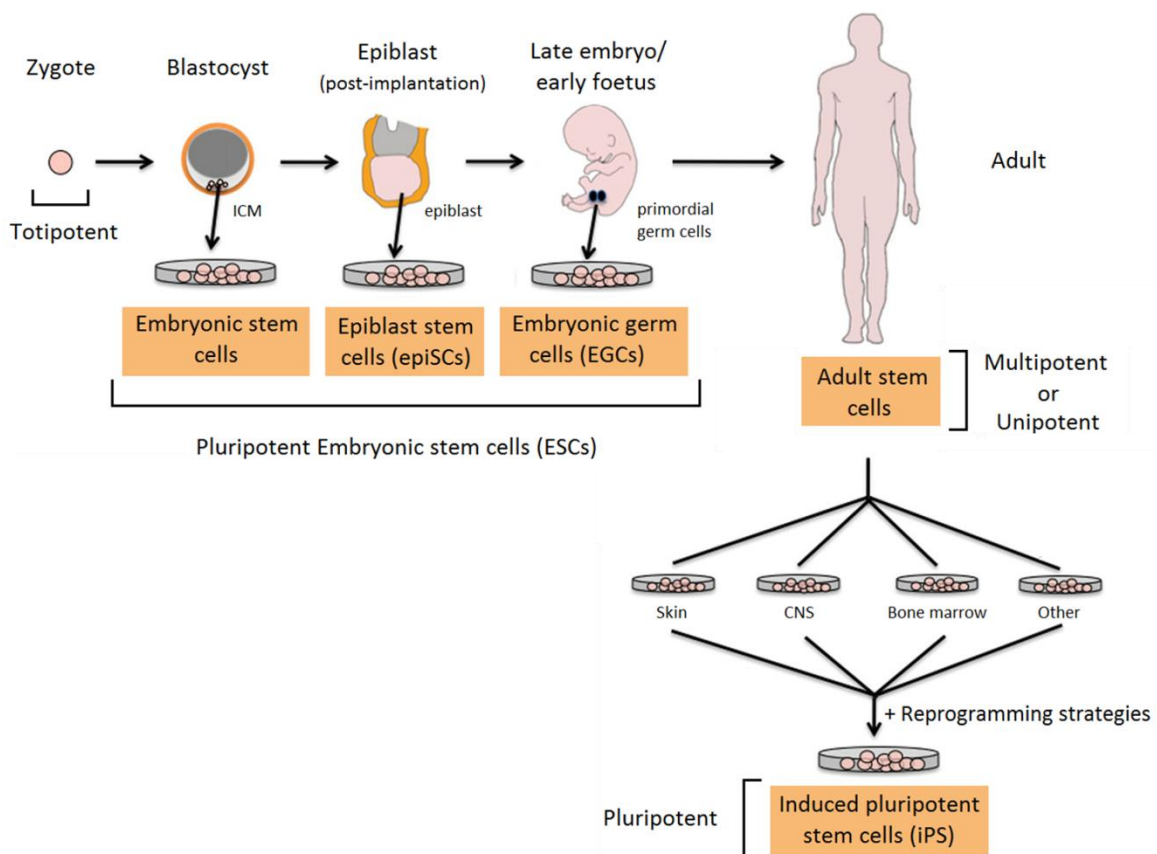 Zygote
Blastocyst
Epiblast
(post-implantation)
Late embryo/
early foetus
Adult
ICM
epiblast
primordial
germ cells
Totipotent
Embryonic stem
cells
Epiblast stem
cells (epiSCs)
Embryonic germ
cells (EGCs)
Adult stem
cells
Multipotent
or
Unipotent
Pluripotent Embryonic stem cells (ESCs)
Skin
CNS
Bone marrow
Other
+ Reprogramming strategies
Pluripotent
Induced pluripotent
stem cells (iPS)